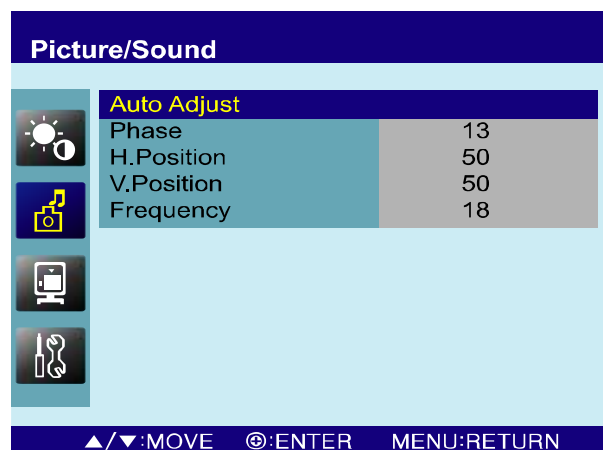 Picture/Sound
Auto Adjust
Phase 13
H.Position 50
V.Position 50
Frequency 18
▲/▼:MOVE ⊕:ENTER MENU:RETURN